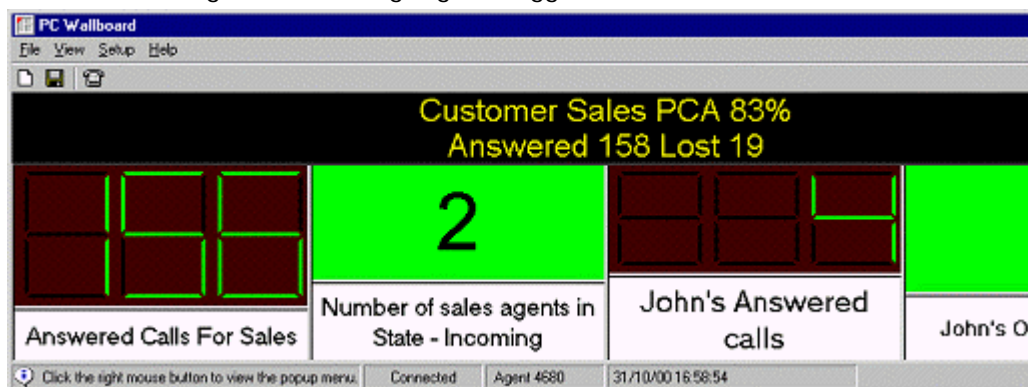 PC Wallboard
File View Setup Help
Customer Sales PCA 83%
Answered 158 Lost 19
155
2
4
Answered Calls For Sales
Number of sales agents in
State - Incoming
John's Answered
calls
John's O
Click the right mouse button to view the popup menu. Connected Agent 4680 31/10/00 16:58:54